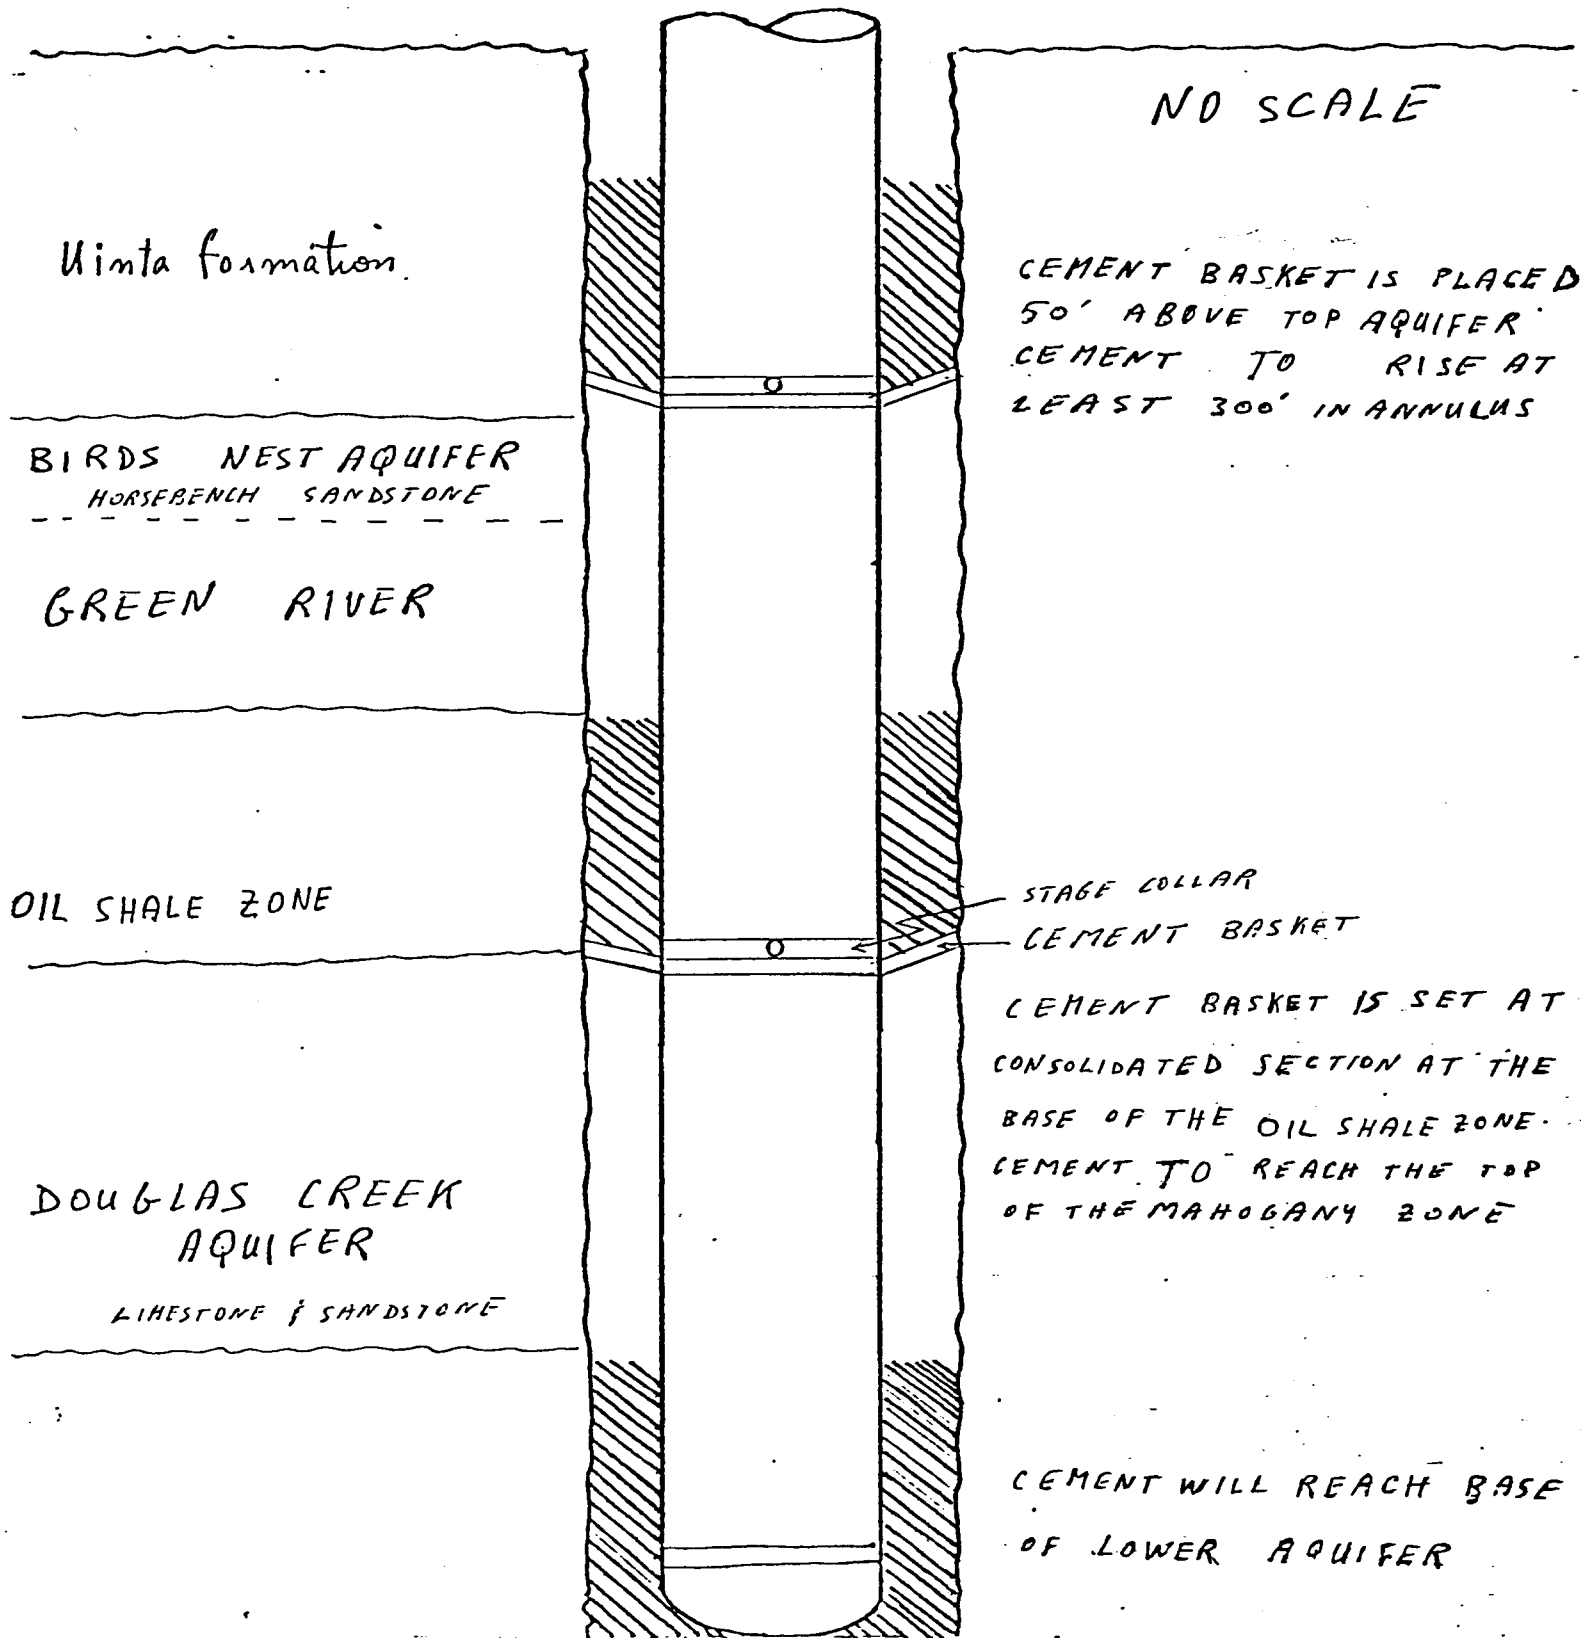 NO SCALE
Uinta formation.
CEMENT BASKET IS PLACED
50' ABOVE TOP AQUIFER
CEMENT TO RISE AT
LEAST 300' IN ANNULUS
BIRDS NEST AQUIFER
HORSEBENCH SANDSTONE
GREEN RIVER
OIL SHALE ZONE
STAGE COLLAR
CEMENT BASKET
CEMENT BASKET IS SET AT
CONSOLIDATED SECTION AT THE
BASE OF THE OIL SHALE ZONE.
CEMENT TO REACH THE TOP
OF THE MAHOGANY ZONE
DOUGLAS CREEK
AQUIFER
LIMESTONE & SANDSTONE
CEMENT WILL REACH BASE
OF LOWER AQUIFER